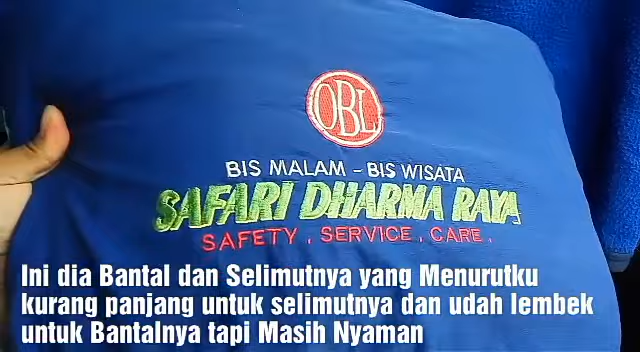 OBL
BIS MALAM - BIS WISATA
SAFARI DHARMA RAYA
SAFETY . SERVICE . CARE .
Ini dia Bantal dan Selimutnya yang Menurutku
kurang panjang untuk selimutnya dan udah lembek
untuk Bantalnya tapi Masih Nyaman